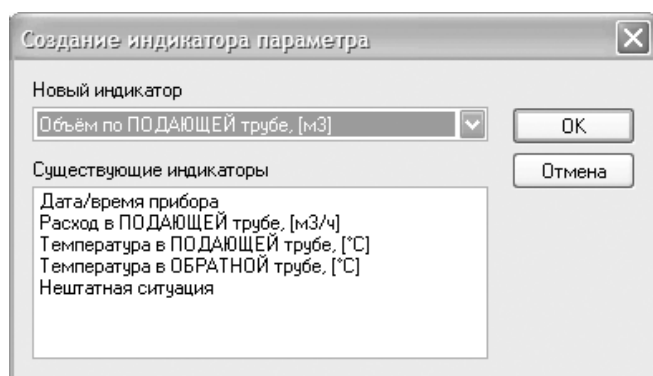 Создание индикатора параметра
Новый индикатор
Объём по ПОДАЮЩЕЙ трубе, [м3]
OK
Существующие индикаторы
Отмена
Дата/время прибора
Расход в ПОДАЮЩЕЙ трубе, [м3/ч]
Температура в ПОДАЮЩЕЙ трубе, [°C]
Температура в ОБРАТНОЙ трубе, [°C]
Нештатная ситуация